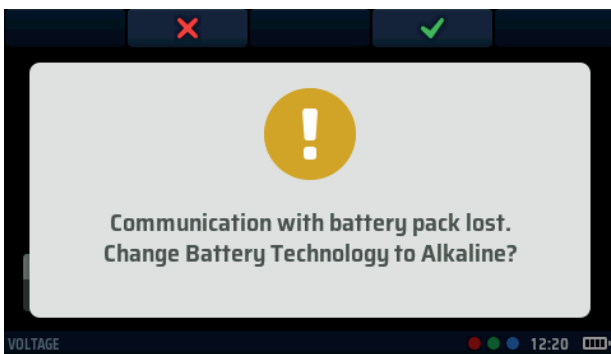 Communication with battery pack lost.
Change Battery Technology to Alkaline?
VOLTAGE
12:20